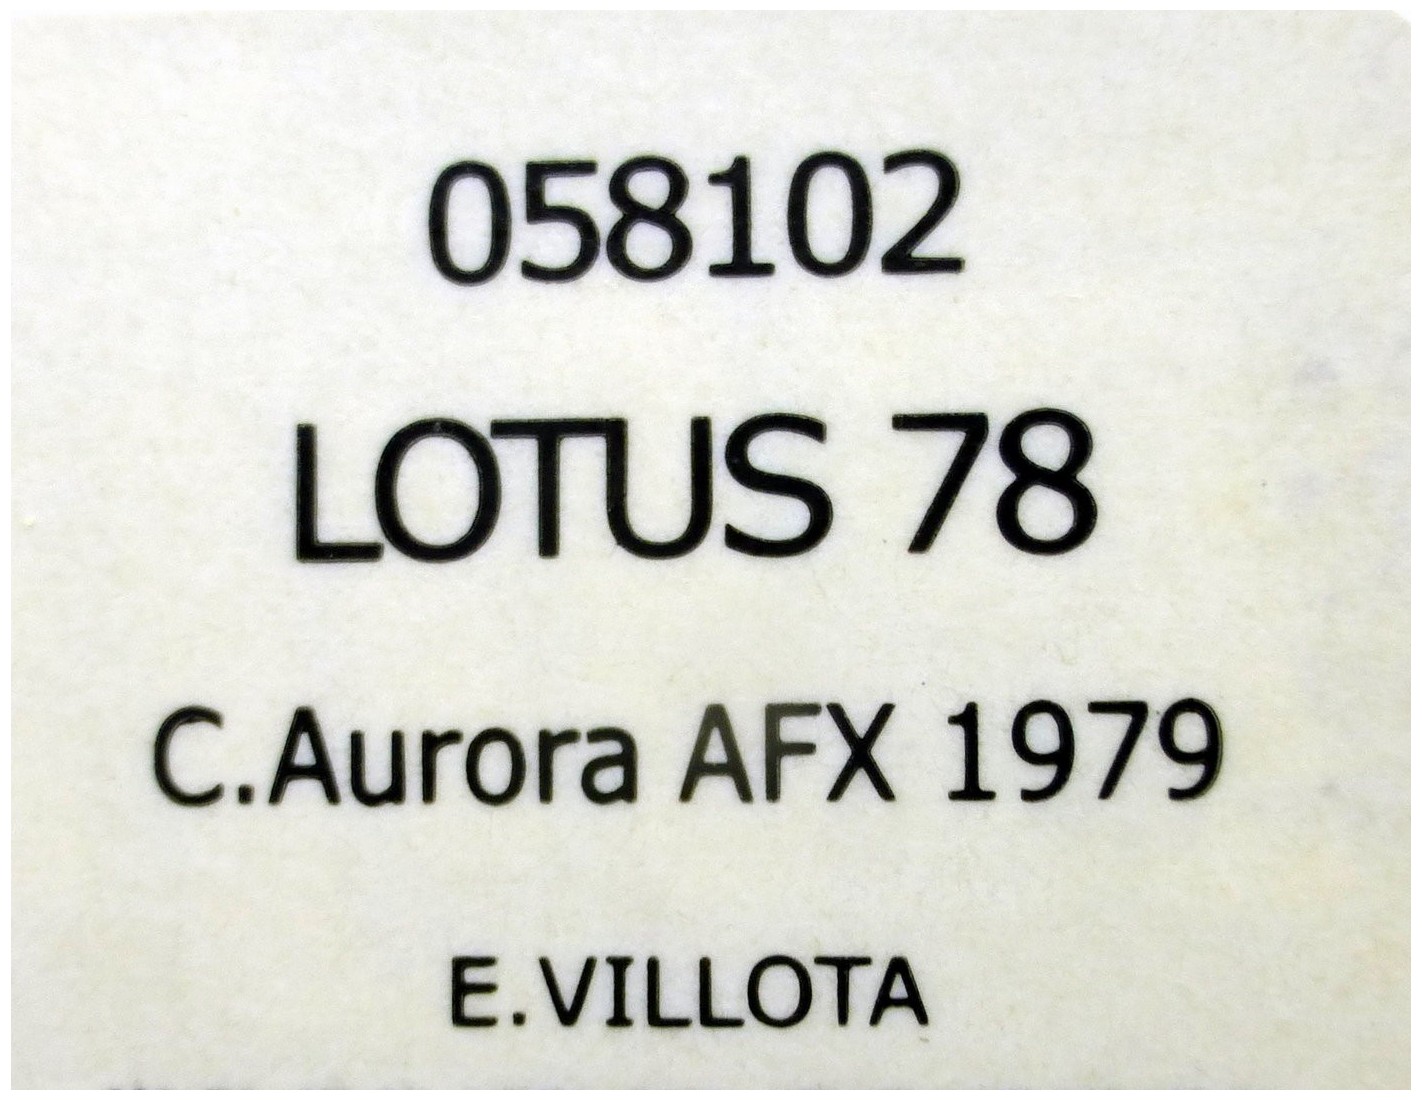 058102
LOTUS 78
C.Aurora AFX 1979
E.VILLOTA